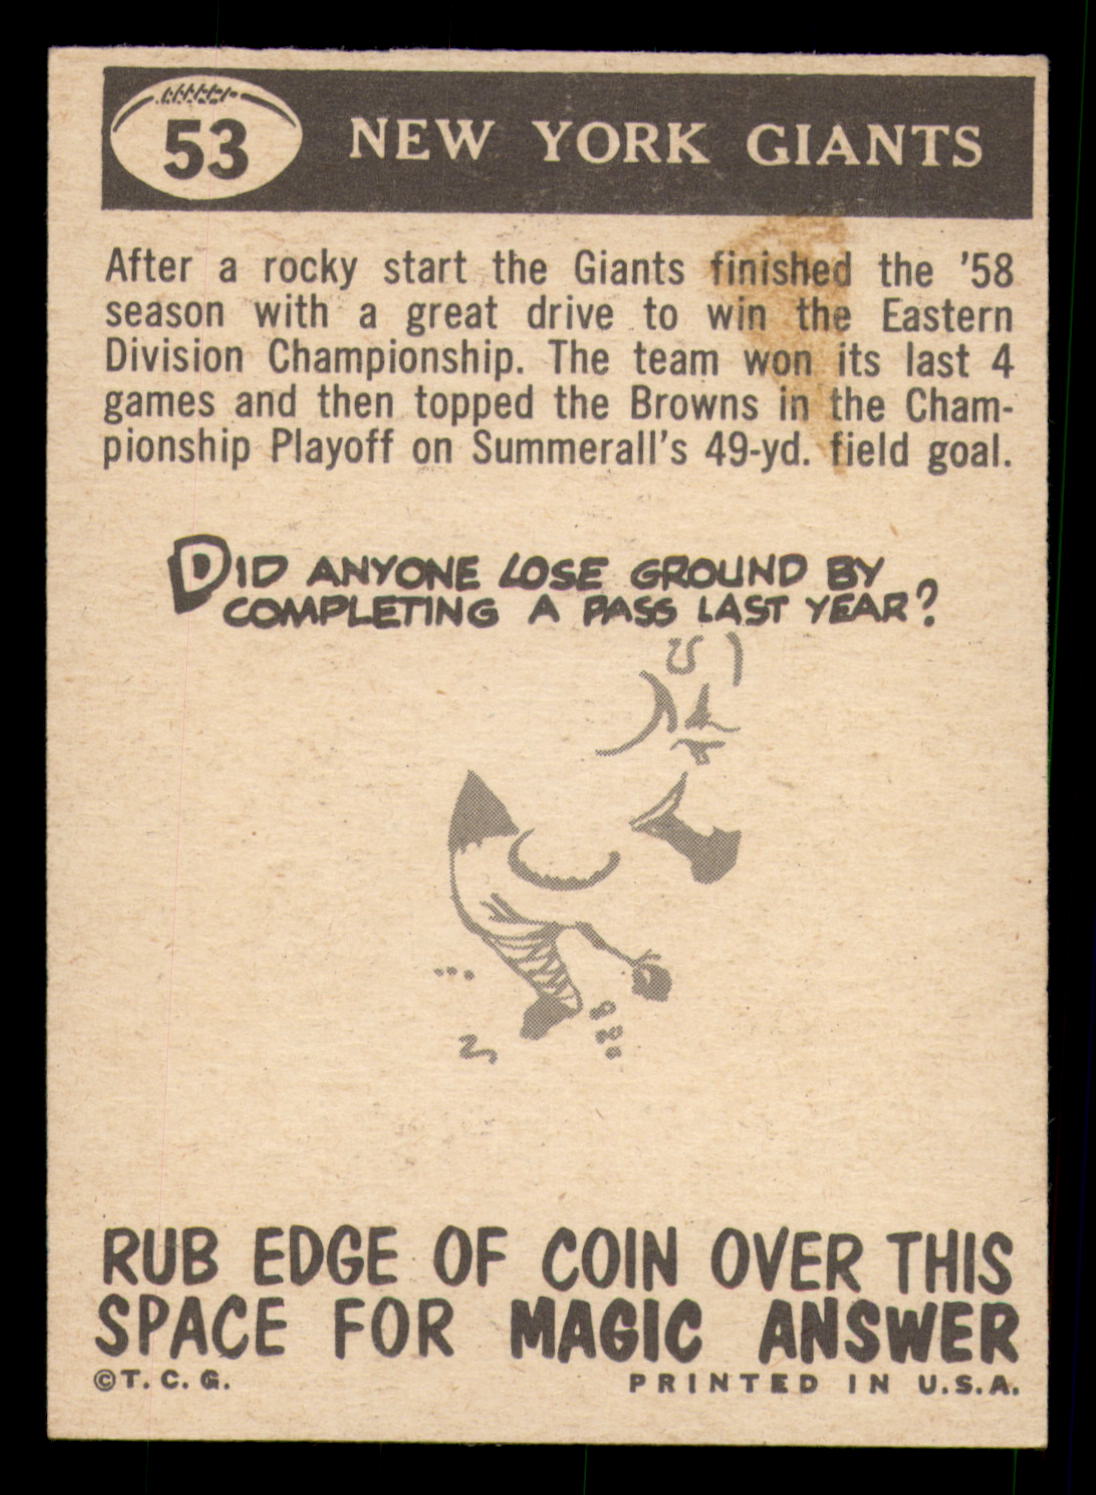 53 NEW YORK GIANTS
After a rocky start the Giants finished the '58
season with a great drive to win the Eastern
Division Championship. The team won its last 4
games and then topped the Browns in the Cham-
pionship Playoff on Summerall's 49-yd. field goal.
DID ANYONE LOSE GROUND BY
COMPLETING A PASS LAST YEAR?
RUB EDGE OF COIN OVER THIS
SPACE FOR MAGIC ANSWER
©T. C. G. PRINTED IN U.S.A.